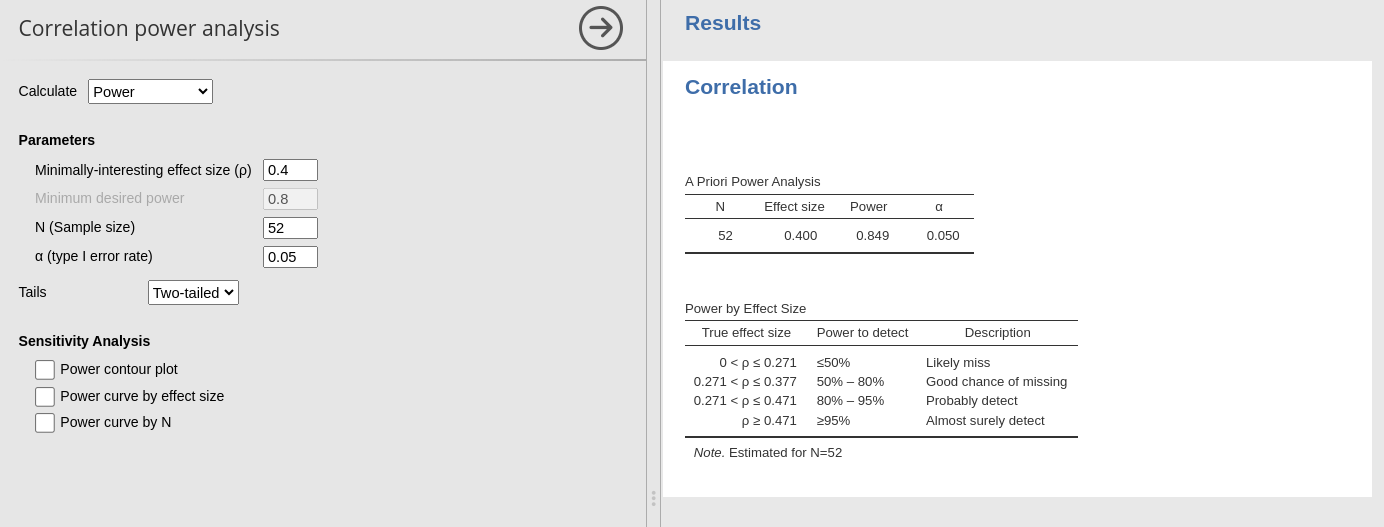 Correlation power analysis
Calculate Power
Parameters
Minimally-interesting effect size (ρ) 0.4
Minimum desired power 0.8
N (Sample size) 52
α (type I error rate) 0.05
Tails Two-tailed
Sensitivity Analysis
Power contour plot
Power curve by effect size
Power curve by N
Results
Correlation
A Priori Power Analysis
N Effect size Power α
52 0.400 0.849 0.050
Power by Effect Size
True effect size Power to detect Description
0 < ρ ≤ 0.271 ≤50% Likely miss
0.271 < ρ ≤ 0.377 50% – 80% Good chance of missing
0.271 < ρ ≤ 0.471 80% – 95% Probably detect
ρ ≥ 0.471 ≥95% Almost surely detect
Note. Estimated for N=52